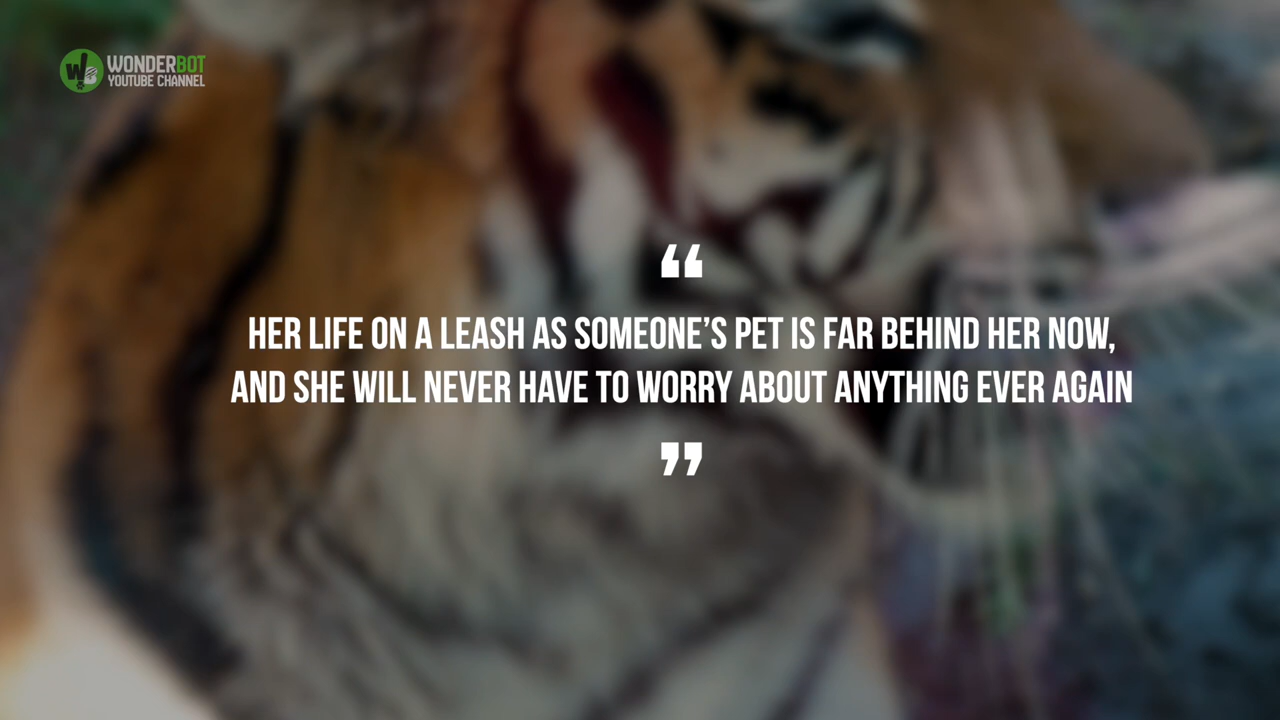 WONDERBOT
YOUTUBE CHANNEL
“
HER LIFE ON A LEASH AS SOMEONE’S PET IS FAR BEHIND HER NOW,
AND SHE WILL NEVER HAVE TO WORRY ABOUT ANYTHING EVER AGAIN
”